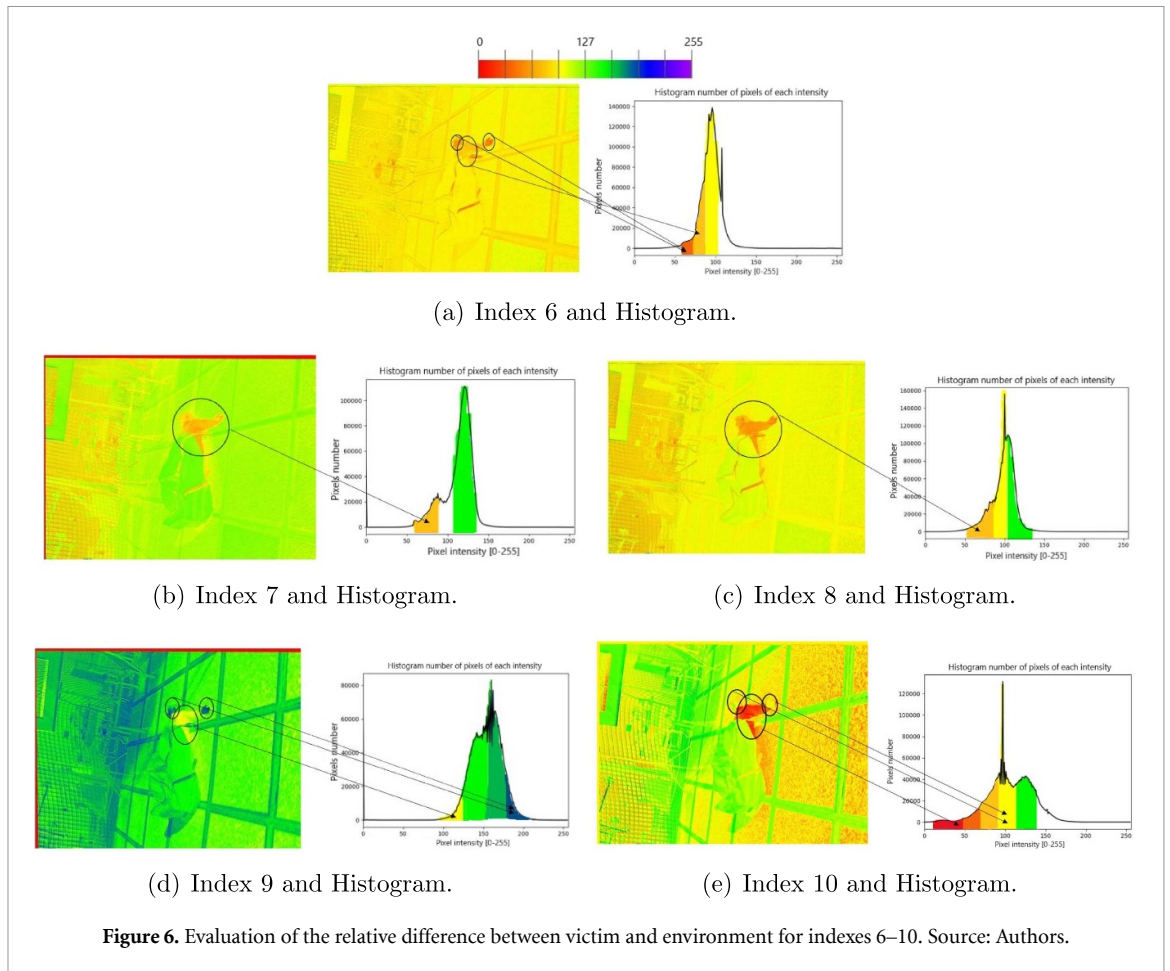 0 127 255
Histogram number of pixels of each intensity
140000
120000
100000
80000
60000
40000
20000
0
Pixels number
0 50 100 150 200 250
Pixel intensity [0-255]
(a) Index 6 and Histogram.
Histogram number of pixels of each intensity
100000
80000
60000
40000
20000
0
Pixels number
0 50 100 150 200 250
Pixel intensity [0-255]
Histogram number of pixels of each intensity
160000
140000
120000
100000
80000
60000
40000
20000
0
Pixels number
0 50 100 150 200 250
Pixel intensity [0-255]
(b) Index 7 and Histogram.
(c) Index 8 and Histogram.
Histogram number of pixels of each intensity
80000
60000
40000
20000
0
Pixels number
0 50 100 150 200 250
Pixel intensity [0-255]
Histogram number of pixels of each intensity
120000
100000
80000
60000
40000
20000
0
Pixels number
0 50 100 150 200 250
Pixel intensity [0-255]
(d) Index 9 and Histogram.
(e) Index 10 and Histogram.
Figure 6. Evaluation of the relative difference between victim and environment for indexes 6–10. Source: Authors.